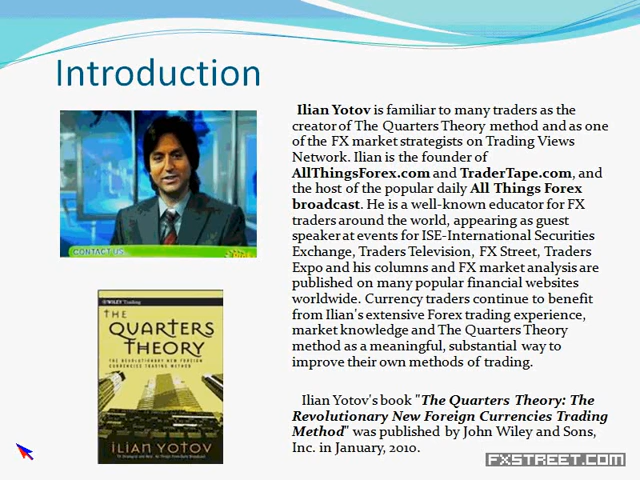 Introduction
Ilian Yotov is familiar to many traders as the
creator of The Quarters Theory method and as one
of the FX market strategists on Trading Views
Network. Ilian is the founder of
AllThingsForex.com and TraderTape.com, and
the host of the popular daily All Things Forex
broadcast. He is a well-known educator for FX
traders around the world, appearing as guest
speaker at events for ISE-International Securities
Exchange, Traders Television, FX Street, Traders
Expo and his columns and FX market analysis are
published on many popular financial websites
worldwide. Currency traders continue to benefit
from Ilian's extensive Forex trading experience,
market knowledge and The Quarters Theory
method as a meaningful, substantial way to
improve their own methods of trading.
Ilian Yotov's book "The Quarters Theory: The
Revolutionary New Foreign Currencies Trading
Method" was published by John Wiley and Sons,
Inc. in January, 2010.
CONTACT US
WILEY Trading
THE
QUARTERS
THEORY
THE REVOLUTIONARY NEW FOREIGN
CURRENCIES TRADING METHOD
ILIAN YOTOV
FXSTREET.COM